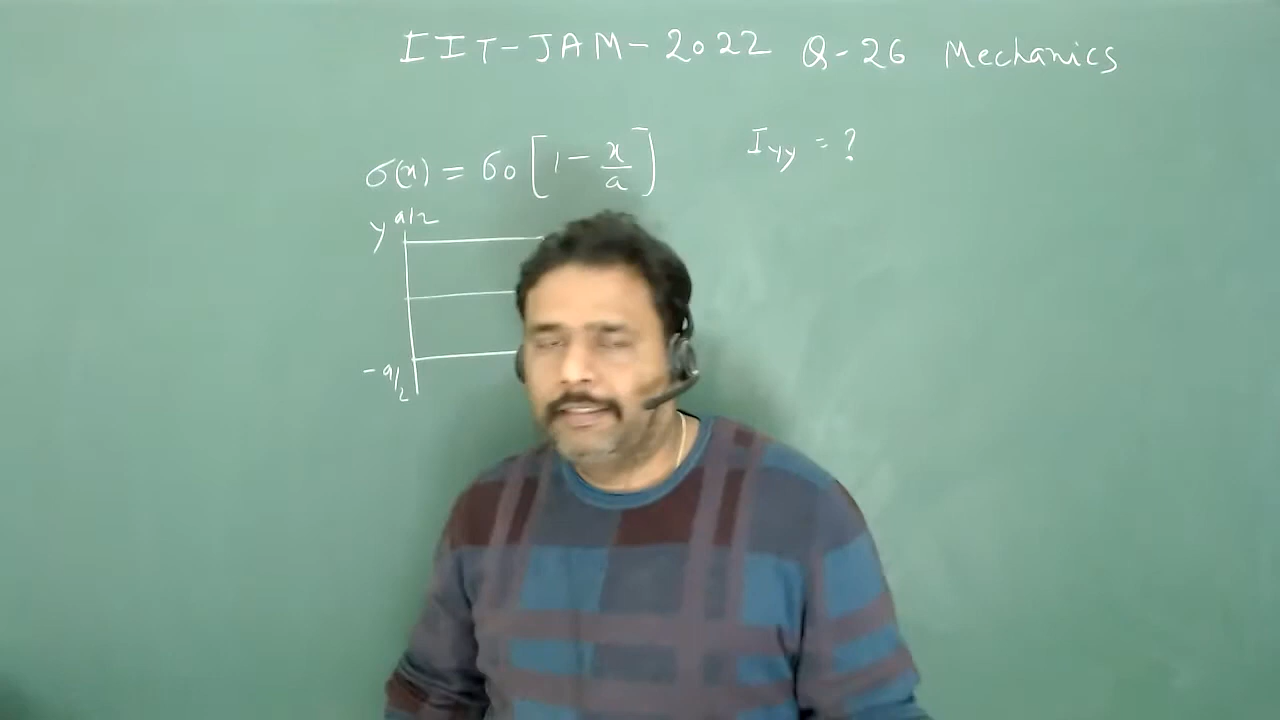 IIT-JAM-2022 Q-26 Mechanics
σ(x) = σ0 [1 - x/a] Iyy = ?
y a/2
-a/2